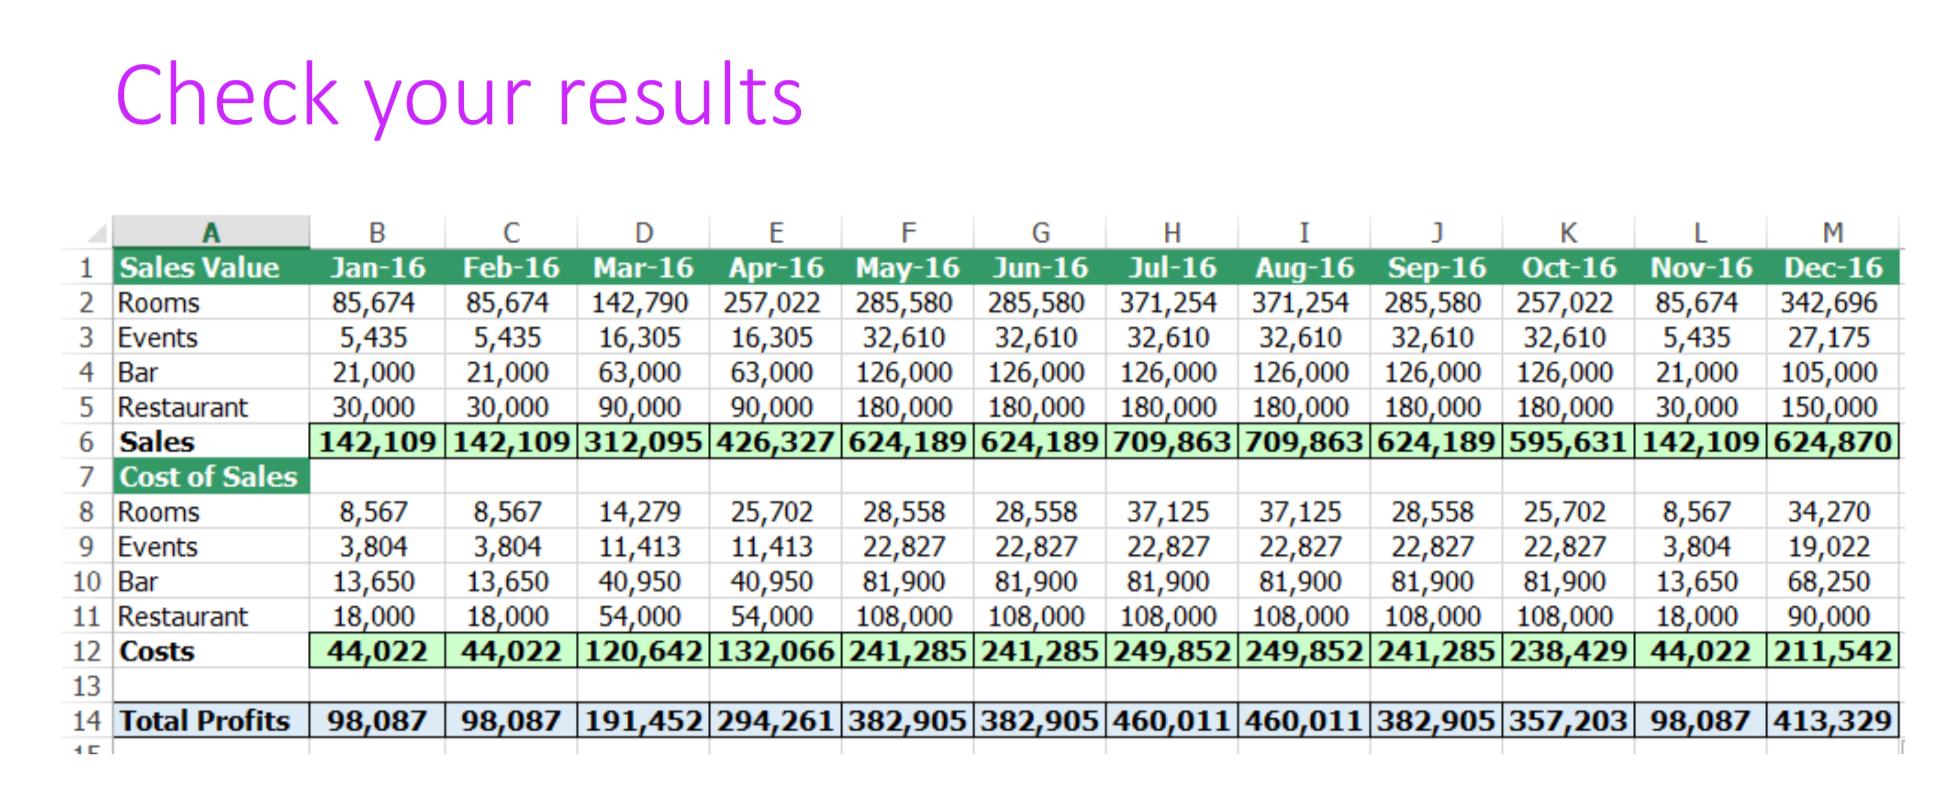 Check your results
A B C D E F G H I J K L M
1 Sales Value Jan-16 Feb-16 Mar-16 Apr-16 May-16 Jun-16 Jul-16 Aug-16 Sep-16 Oct-16 Nov-16 Dec-16
2 Rooms 85,674 85,674 142,790 257,022 285,580 285,580 371,254 371,254 285,580 257,022 85,674 342,696
3 Events 5,435 5,435 16,305 16,305 32,610 32,610 32,610 32,610 32,610 32,610 5,435 27,175
4 Bar 21,000 21,000 63,000 63,000 126,000 126,000 126,000 126,000 126,000 126,000 21,000 105,000
5 Restaurant 30,000 30,000 90,000 90,000 180,000 180,000 180,000 180,000 180,000 180,000 30,000 150,000
6 Sales 142,109 142,109 312,095 426,327 624,189 624,189 709,863 709,863 624,189 595,631 142,109 624,870
7 Cost of Sales
8 Rooms 8,567 8,567 14,279 25,702 28,558 28,558 37,125 37,125 28,558 25,702 8,567 34,270
9 Events 3,804 3,804 11,413 11,413 22,827 22,827 22,827 22,827 22,827 22,827 3,804 19,022
10 Bar 13,650 13,650 40,950 40,950 81,900 81,900 81,900 81,900 81,900 81,900 13,650 68,250
11 Restaurant 18,000 18,000 54,000 54,000 108,000 108,000 108,000 108,000 108,000 108,000 18,000 90,000
12 Costs 44,022 44,022 120,642 132,066 241,285 241,285 249,852 249,852 241,285 238,429 44,022 211,542
13
14 Total Profits 98,087 98,087 191,452 294,261 382,905 382,905 460,011 460,011 382,905 357,203 98,087 413,329
15